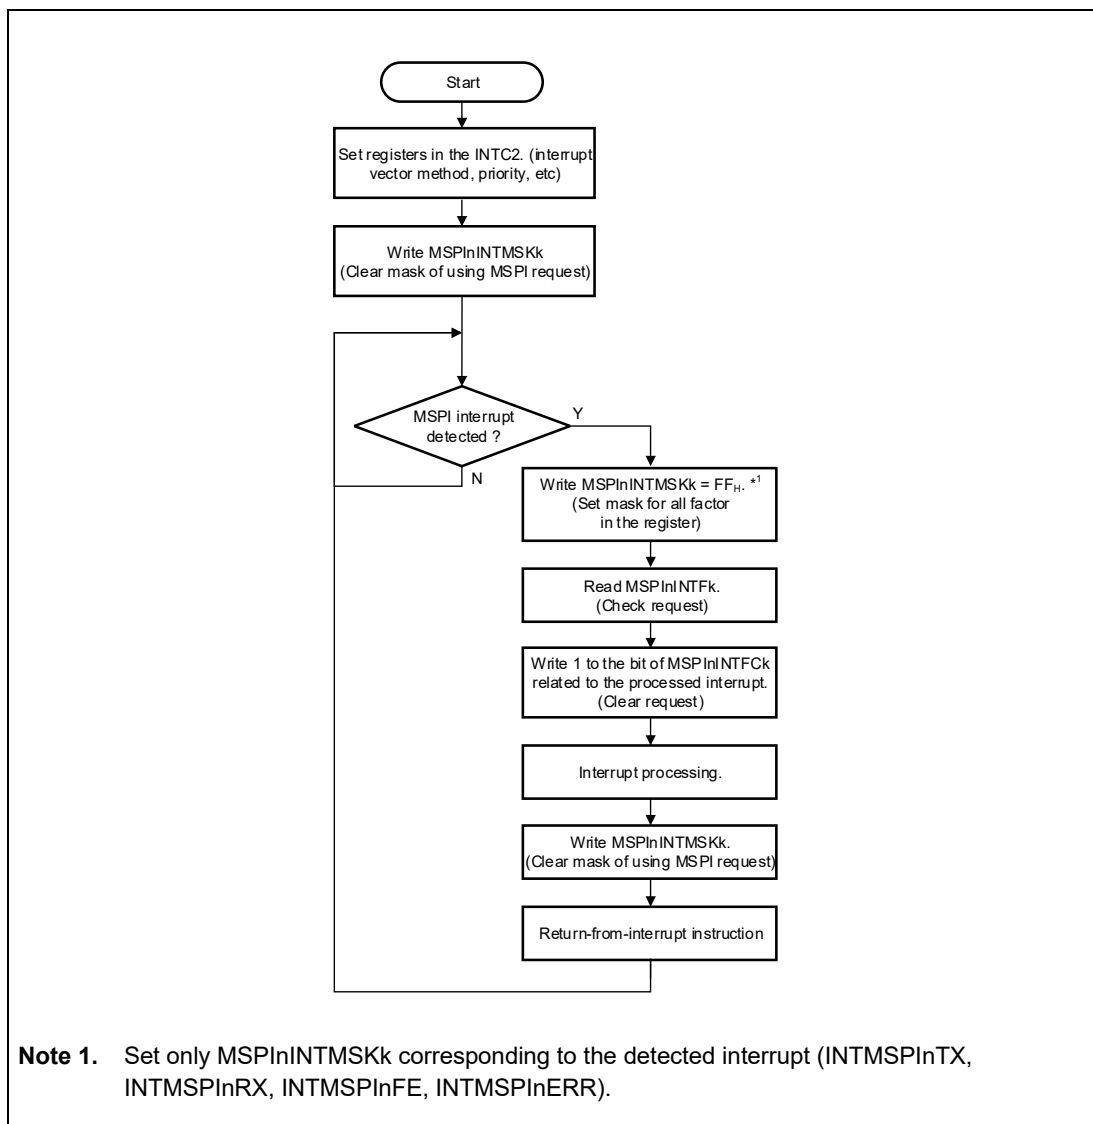 Start
Set registers in the INTC2. (interrupt
vector method, priority, etc)
Write MSPInINTMSKk
(Clear mask of using MSPI request)
MSPI interrupt
detected ?
Y
N
Write MSPInINTMSKk = FFH. *1
(Set mask for all factor
in the register)
Read MSPInINTFk.
(Check request)
Write 1 to the bit of MSPInINTFCk
related to the processed interrupt.
(Clear request)
Interrupt processing.
Write MSPInINTMSKk.
(Clear mask of using MSPI request)
Return-from-interrupt instruction
Note 1. Set only MSPInINTMSKk corresponding to the detected interrupt (INTMSPInTX,
INTMSPInRX, INTMSPInFE, INTMSPInERR).